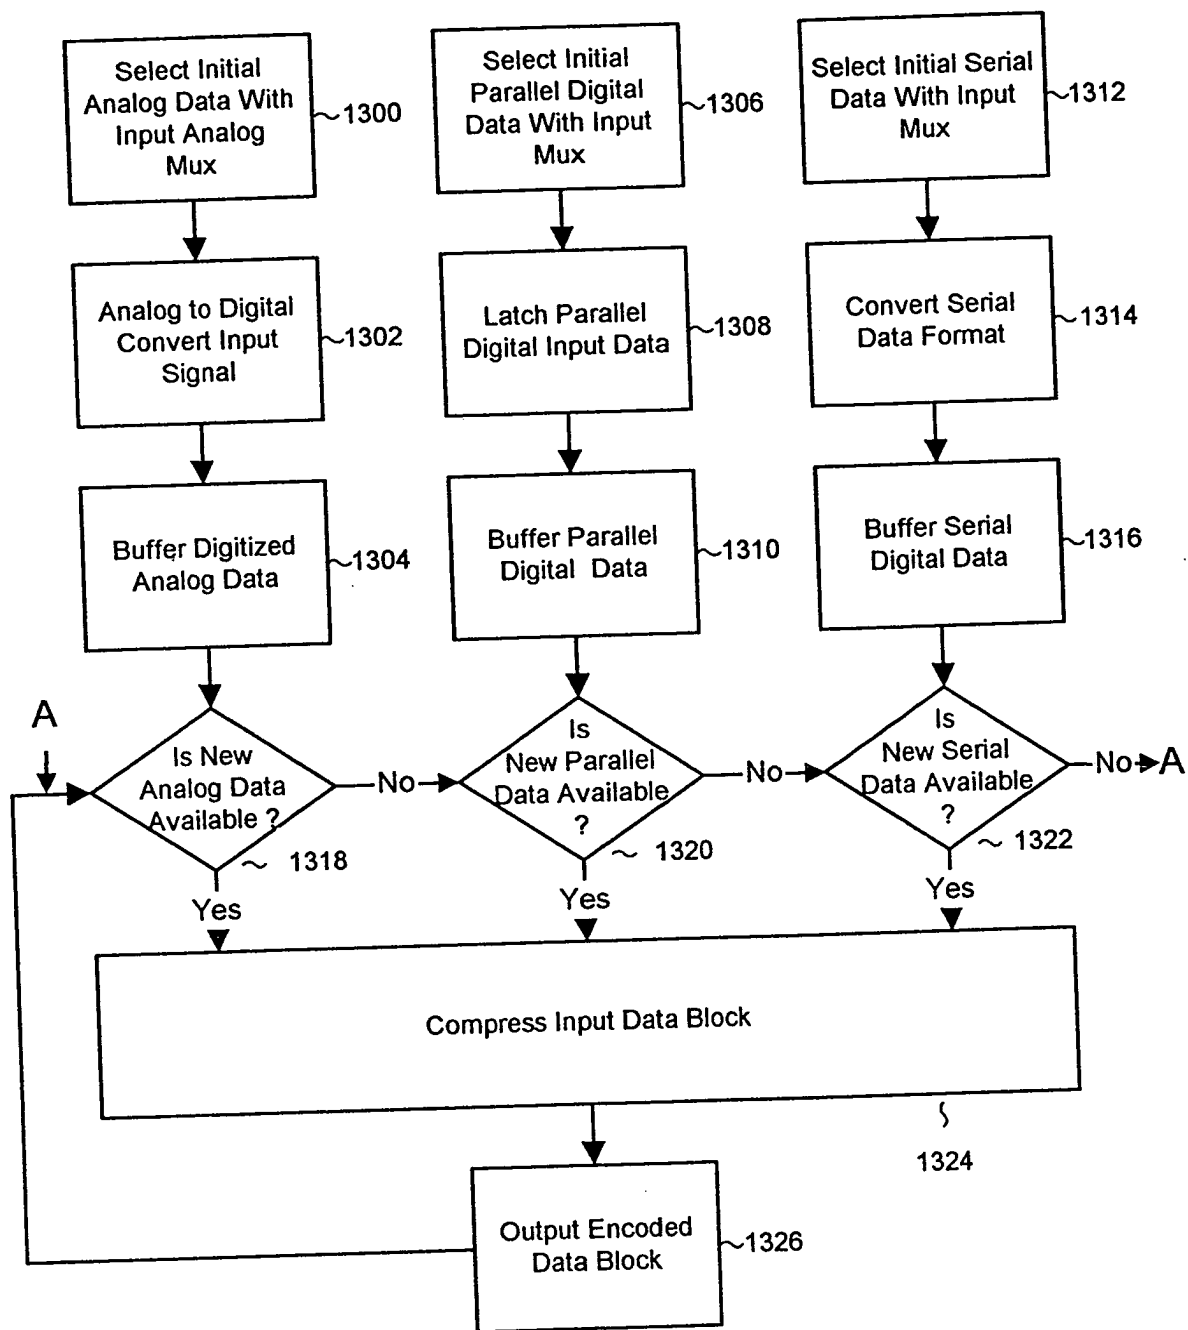 Select Initial
Analog Data With
Input Analog
Mux
~1300
Select Initial
Parallel Digital
Data With Input
Mux
~1306
Select Initial Serial
Data With Input
Mux
~1312
Analog to Digital
Convert Input
Signal
~1302
Latch Parallel
Digital Input Data
~1308
Convert Serial
Data Format
~1314
Buffer Digitized
Analog Data
~1304
Buffer Parallel
Digital Data
~1310
Buffer Serial
Digital Data
~1316
A
Is New
Analog Data
Available ?
~ 1318
No
Is
New Parallel
Data Available
?
~ 1320
No
Is
New Serial
Data Available
?
~ 1322
No
A
Yes
Yes
Yes
Compress Input Data Block
1324
Output Encoded
Data Block
~1326